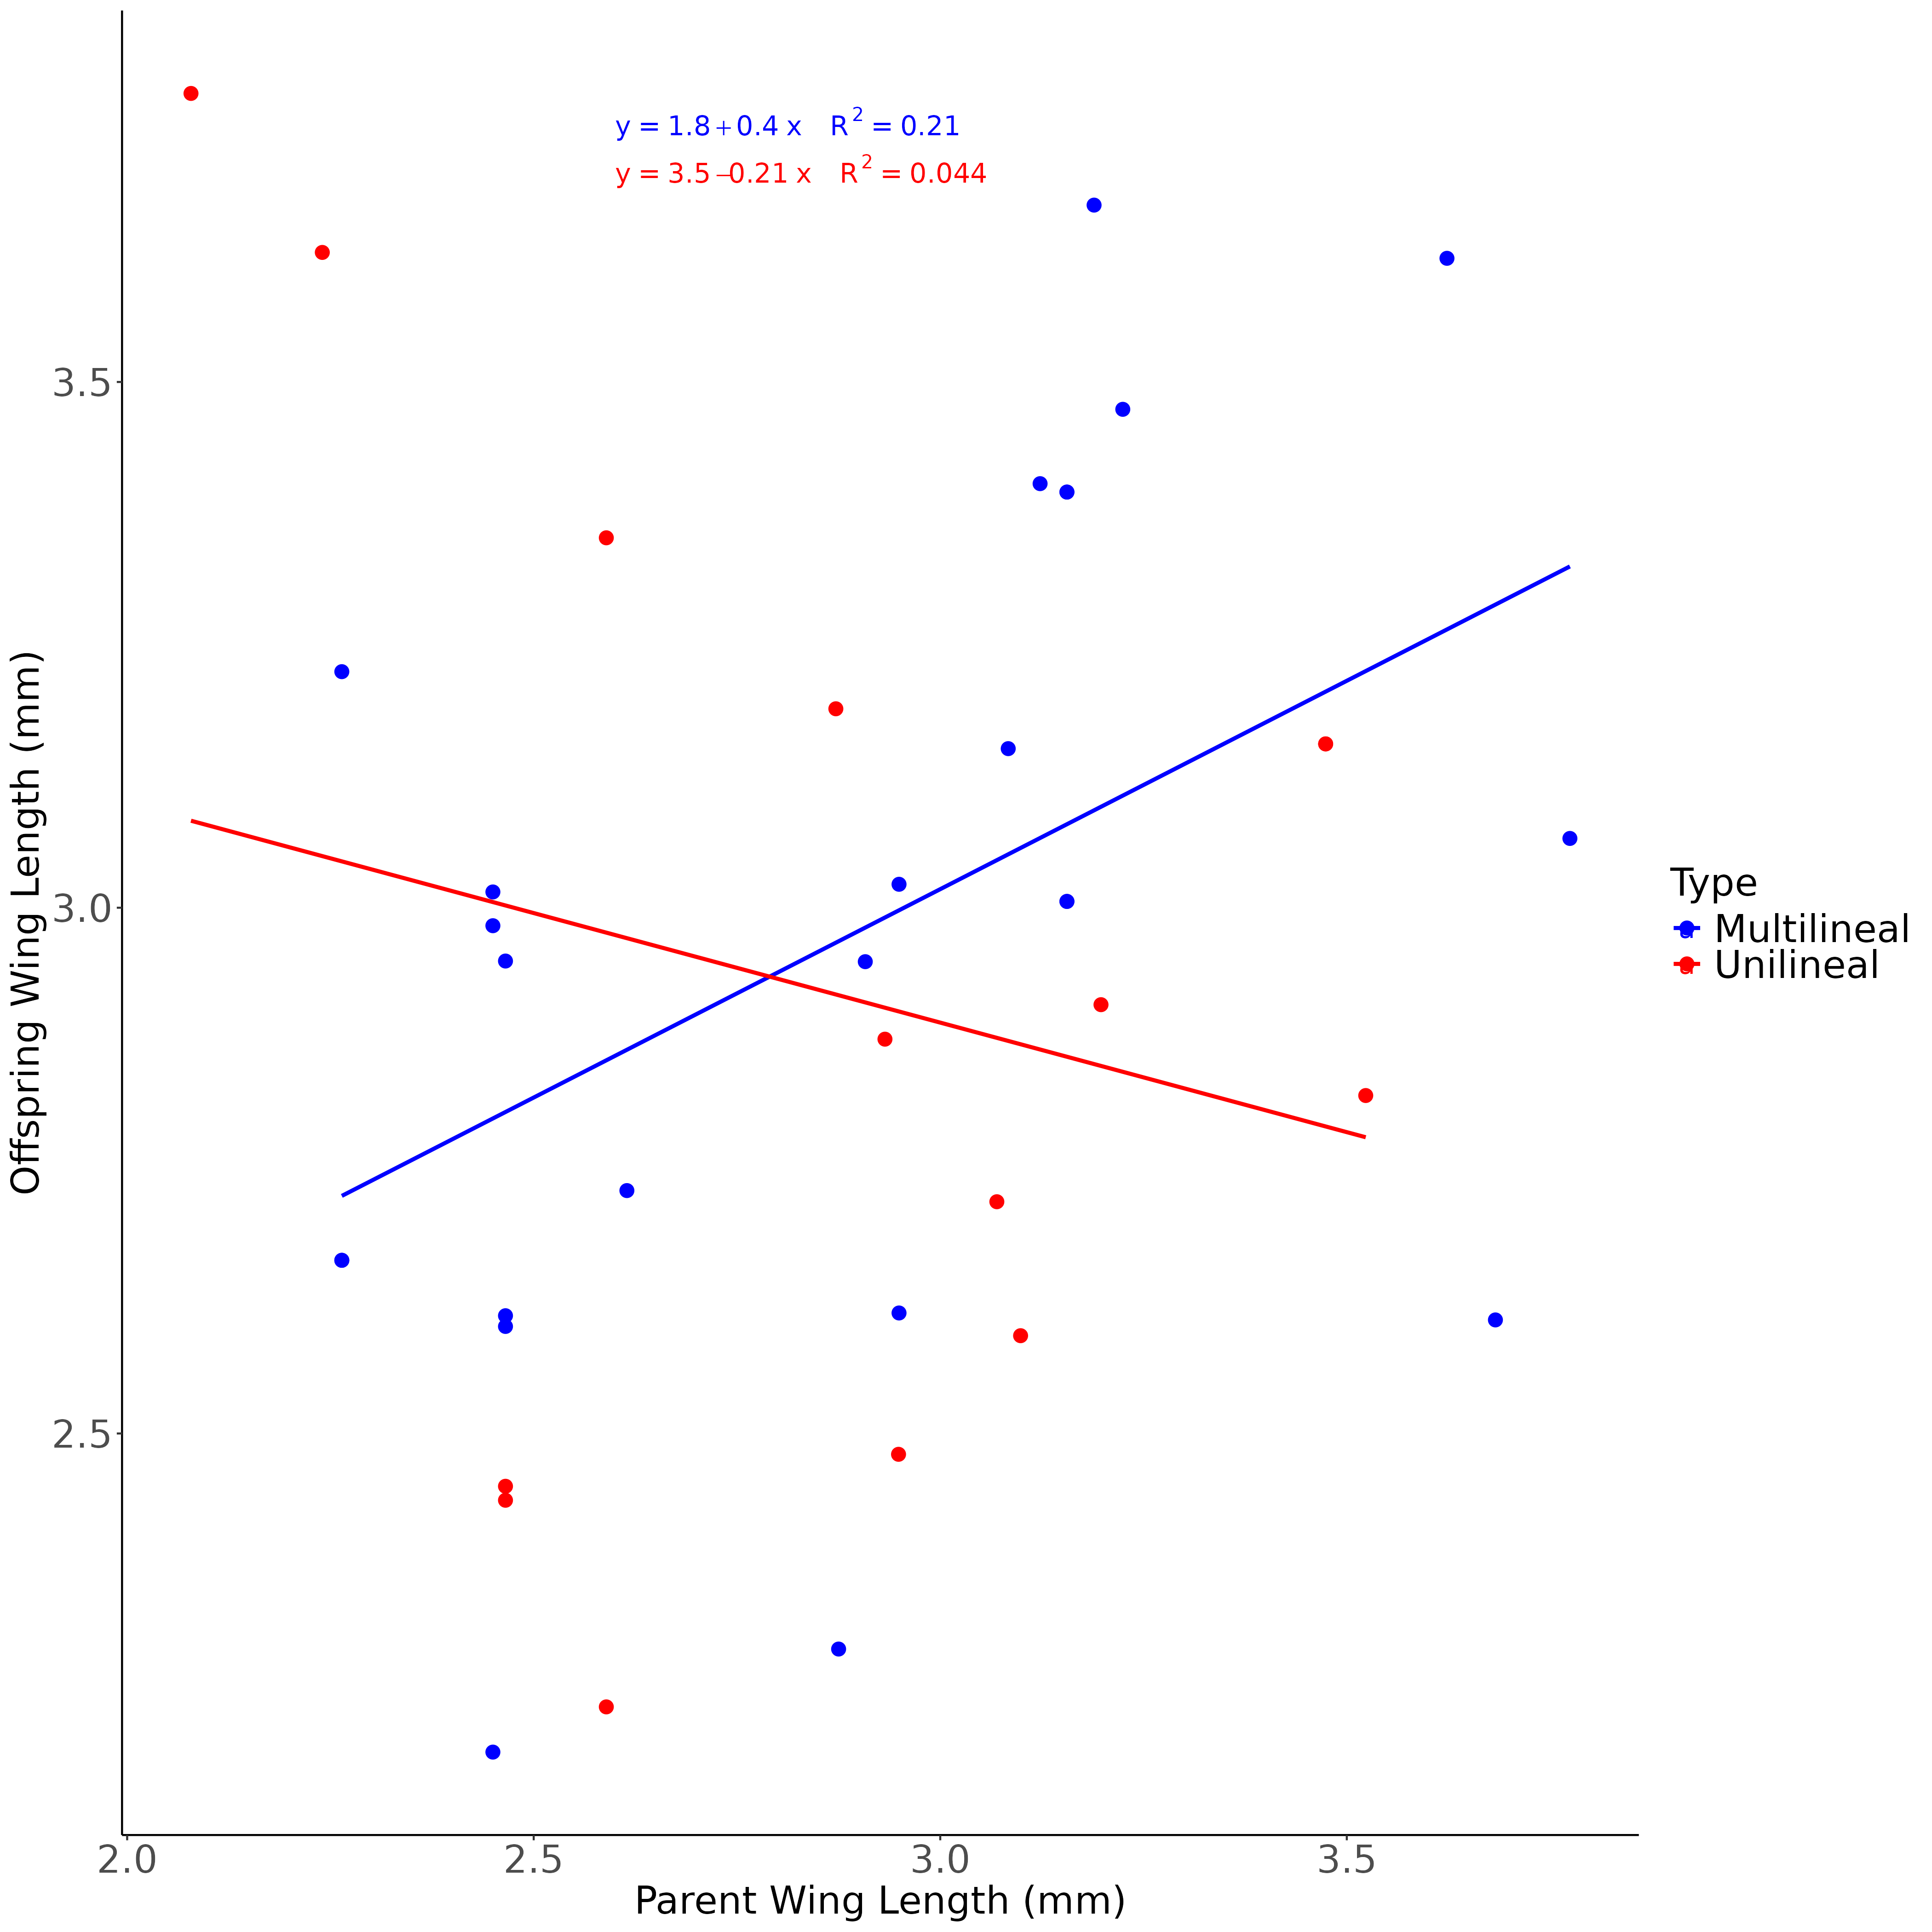 y = 1.8+0.4 x R² = 0.21
y = 3.5−0.21 x R² = 0.044
Offspring Wing Length (mm)
3.5
3.0
2.5
2.0 2.5 3.0 3.5
Parent Wing Length (mm)
Type
Multilineal
Unilineal